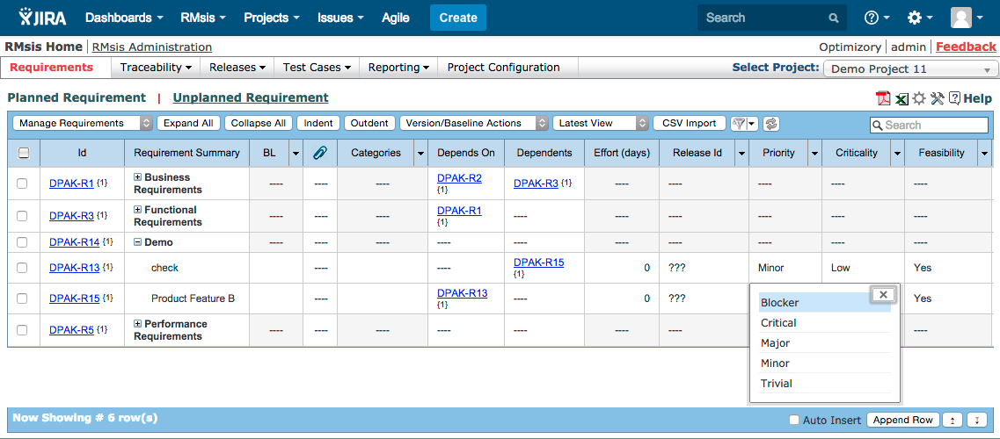 JIRA Dashboards RMsis Projects Issues Agile Create Search
RMsis Home | RMsis Administration Optimizory | admin | Feedback
Requirements Traceability Releases Test Cases Reporting Project Configuration Select Project: Demo Project 11
Planned Requirement | Unplanned Requirement Help
Manage Requirements Expand All Collapse All Indent Outdent Version/Baseline Actions Latest View CSV Import Search
Id Requirement Summary BL Categories Depends On Dependents Effort (days) Release Id Priority Criticality Feasibility
DPAK-R1 {1} Business Requirements ---- ---- ---- DPAK-R2 {1} DPAK-R3 {1} ---- ---- ---- ---- ----
DPAK-R3 {1} Functional Requirements ---- ---- ---- DPAK-R1 {1} ---- ---- ---- ---- ---- ----
DPAK-R14 {1} Demo ---- ---- ---- ---- ---- ---- ---- ---- ---- ----
DPAK-R13 {1} check ---- ---- ---- DPAK-R15 {1} 0 ??? Minor Low Yes
DPAK-R15 {1} Product Feature B ---- ---- DPAK-R13 {1} ---- 0 ??? Yes
DPAK-R5 {1} Performance Requirements ---- ---- ---- ---- ---- ---- ---- ----
Blocker
Critical
Major
Minor
Trivial
Now Showing # 6 row(s) Auto Insert Append Row